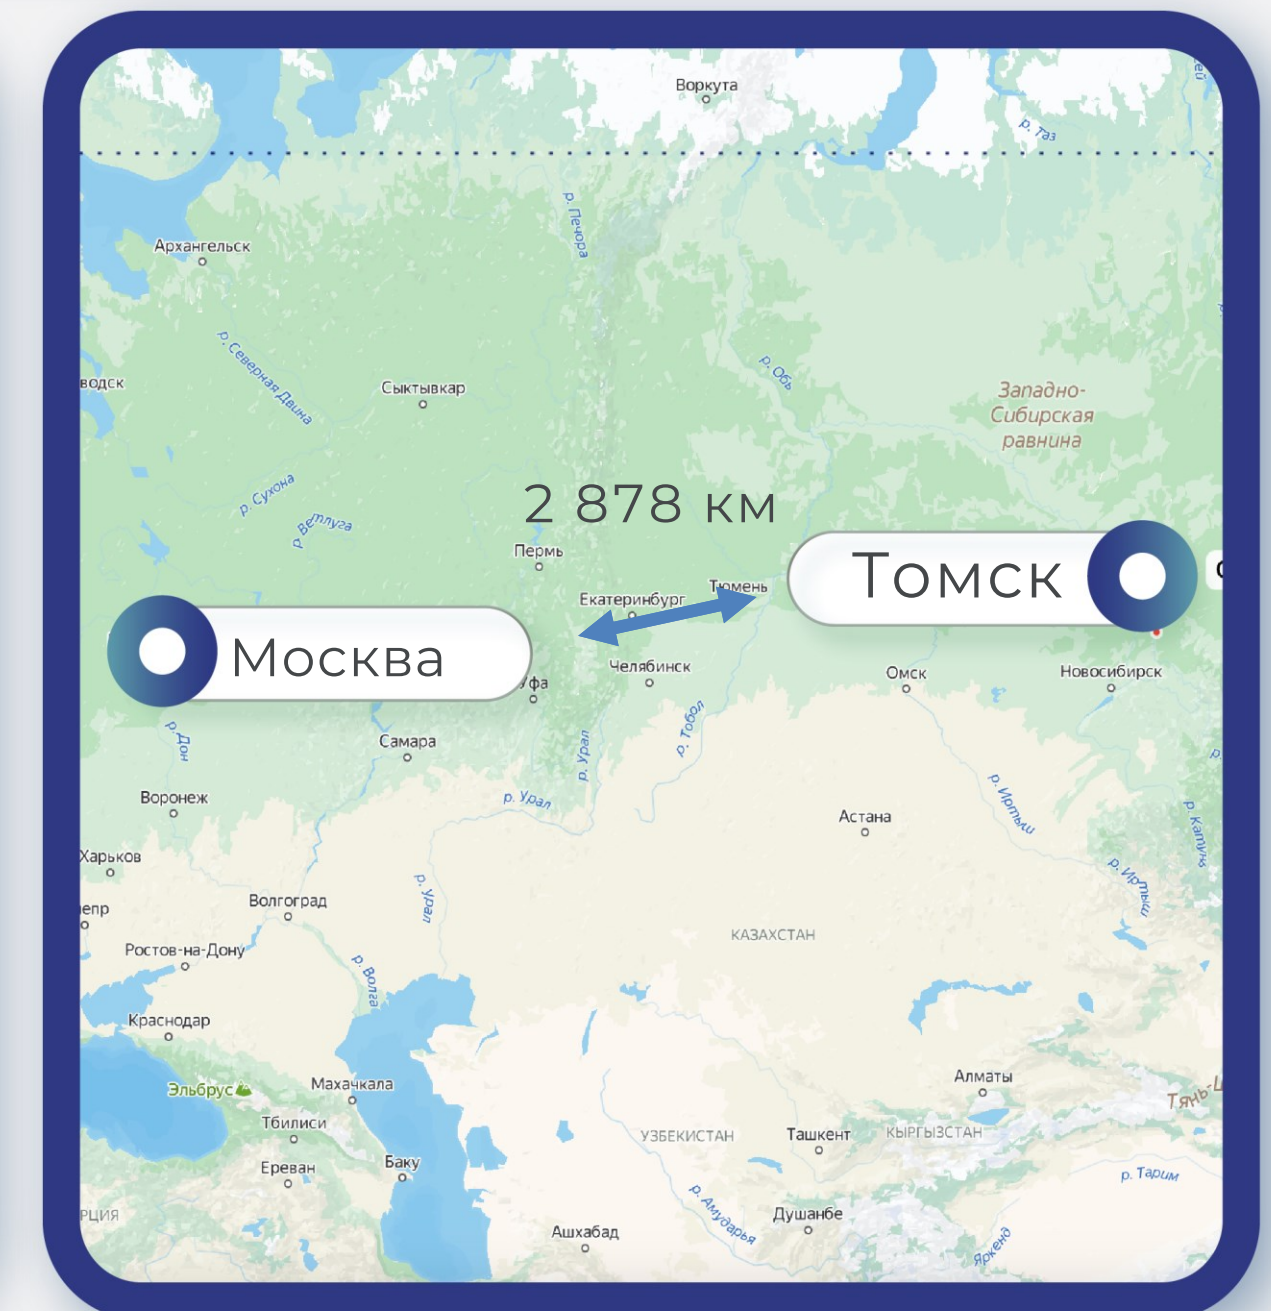 Воркута
р. Таз
р. Печора
Архангельск
р. Северная Двина
водск
Сыктывкар
р. Обь
Западно-
Сибирская
равнина
р. Сухона
р. Ветлуга
2 878 км
Пермь
Томск
Тюмень
Екатеринбург
Москва
Челябинск
Уфа
Омск
Новосибирск
р. Дон
Самара
р. Урал
р. Тобол
р. Урал
Воронеж
Астана
р. Иртыш
р. Катунь
Харьков
р. Иртыш
р. Урал
Волгоград
епр
КАЗАХСТАН
Ростов-на-Дону
р. Волга
Краснодар
Эльбрус
Махачкала
Алматы
Тянь-
Тбилиси
УЗБЕКИСТАН
Ташкент
КЫРГЫЗСТАН
Ереван
Баку
р. Тарим
РЦИЯ
р. Амударья
Душанбе
Ашхабад
Яркенд